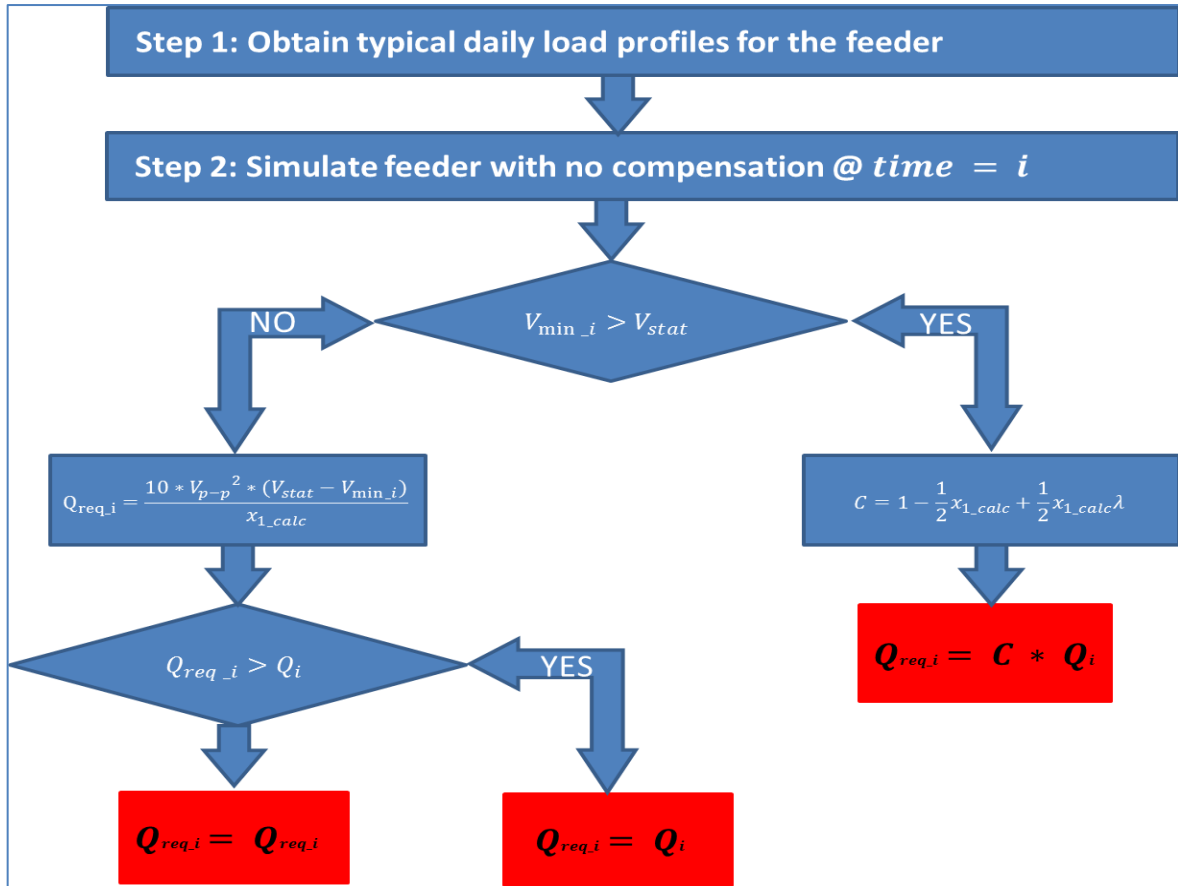 Step 1: Obtain typical daily load profiles for the feeder
Step 2: Simulate feeder with no compensation @ time = i
V_min_i > V_stat
NO
YES
Q_req_i = (10 * V_p−p² * (V_stat − V_min_i)) / x_1_calc
C = 1 − 1/2 x_1_calc + 1/2 x_1_calc λ
Q_req_i > Q_i
YES
Q_req_i = C * Q_i
Q_req_i = Q_req_i
Q_req_i = Q_i